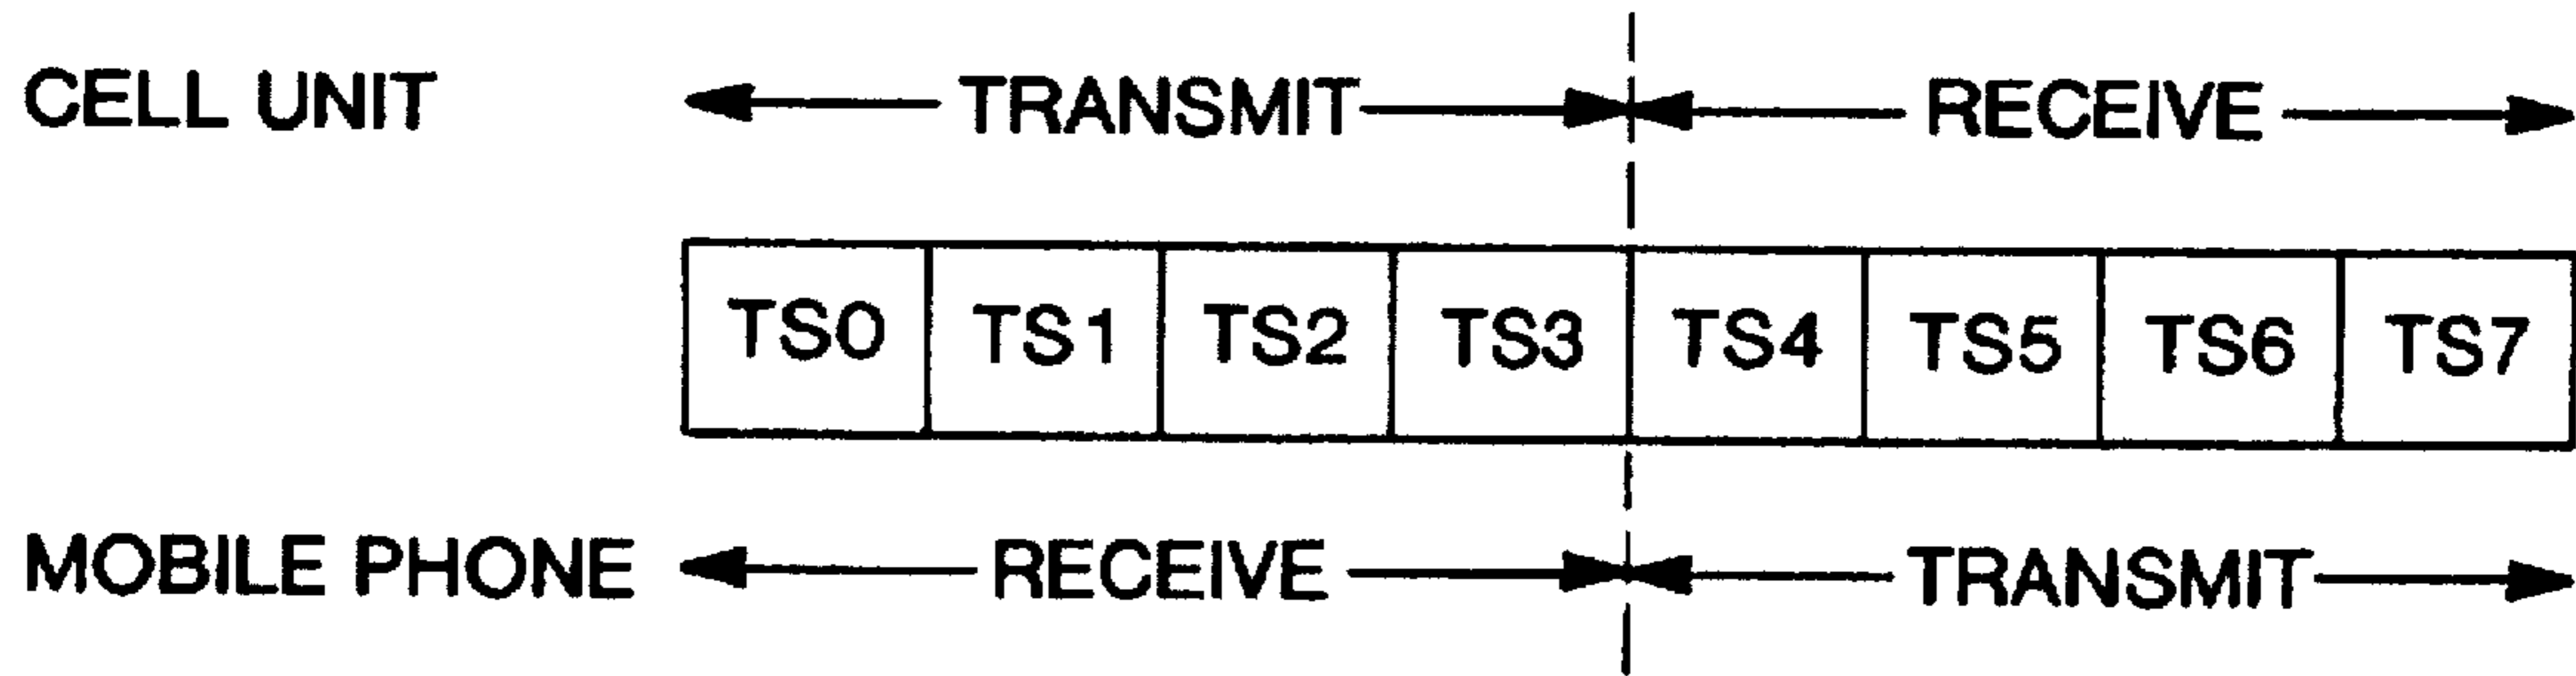 CELL UNIT TRANSMIT RECEIVE
TS0 TS1 TS2 TS3 TS4 TS5 TS6 TS7
MOBILE PHONE RECEIVE TRANSMIT